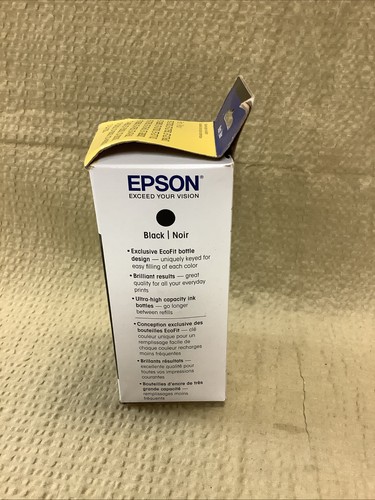 EPSON®
EXCEED YOUR VISION
Black | Noir
• Exclusive EcoFit bottle
design — uniquely keyed for
easy filling of each color
• Brilliant results — great
quality for all your everyday
prints
• Ultra-high capacity ink
bottles — go longer
between refills
• Conception exclusive des
bouteilles EcoFit — clé
couleur unique pour un
remplissage facile de
chaque couleur recharges
moins fréquentes
• Brillants résultats —
excellente qualité pour
toutes vos impressions
courantes
• Bouteilles d'encre de très
grande capacité —
remplissages moins
fréquents